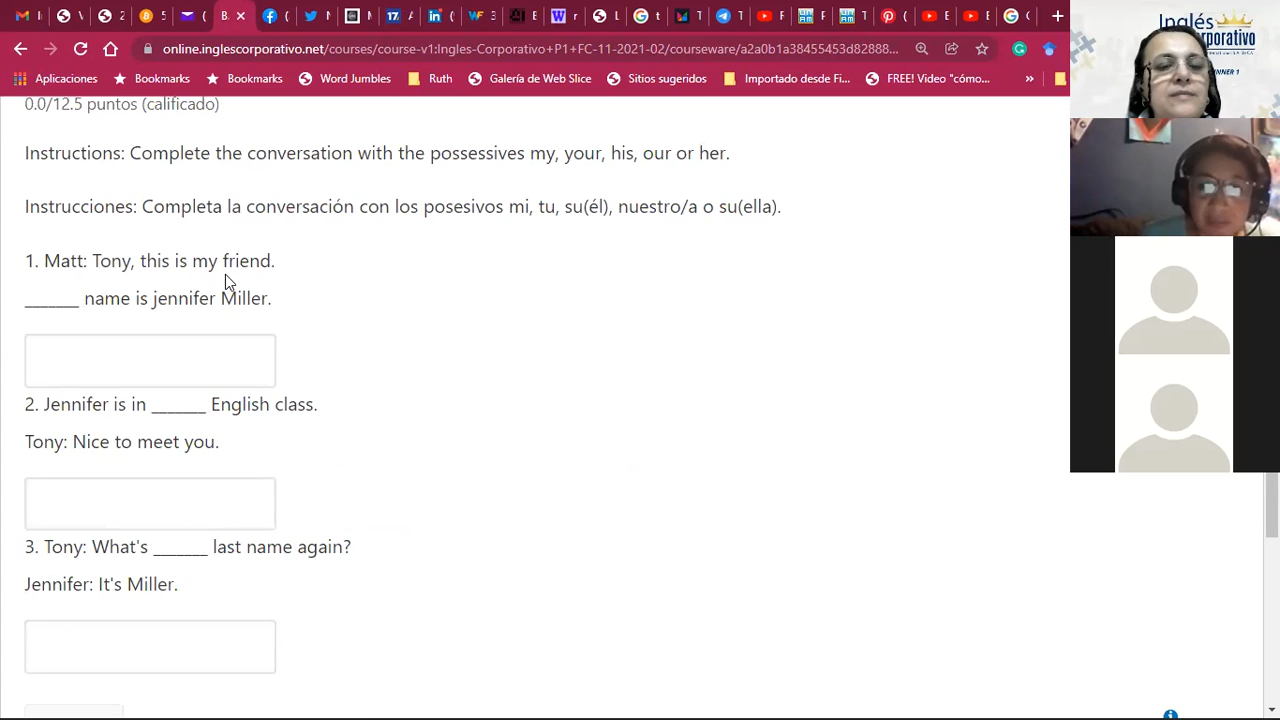 B
M
17
3
W
G t
T
F
T
(
E
E
G C
online.inglescorporativo.net/courses/course-v1:Ingles-Corporativo+P1+FC-11-2021-02/courseware/a2a0b1a38455453d82888...
Aplicaciones Bookmarks Bookmarks Word Jumbles Ruth Galería de Web Slice Sitios sugeridos Importado desde Fi... FREE! Video "cómo... »
Inglés
corporativo
0.0/12.5 puntos (calificado)
Instructions: Complete the conversation with the possessives my, your, his, our or her.
Instrucciones: Completa la conversación con los posesivos mi, tu, su(él), nuestro/a o su(ella).
1. Matt: Tony, this is my friend.
_______ name is jennifer Miller.
2. Jennifer is in _______ English class.
Tony: Nice to meet you.
3. Tony: What's _______ last name again?
Jennifer: It's Miller.